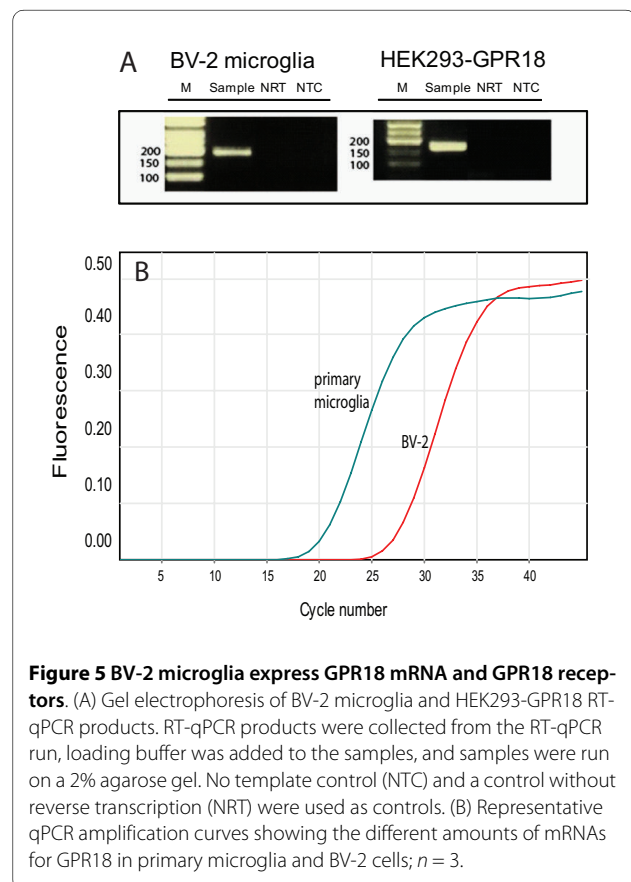 A
BV-2 microglia HEK293-GPR18
M Sample NRT NTC M Sample NRT NTC
200
150
100
200
150
100
B
0.50
0.40
0.30
0.20
0.10
0.00
Fluorescence
primary
microglia
BV-2
5 10 15 20 25 30 35 40
Cycle number
Figure 5 BV-2 microglia express GPR18 mRNA and GPR18 recep-
tors. (A) Gel electrophoresis of BV-2 microglia and HEK293-GPR18 RT-
qPCR products. RT-qPCR products were collected from the RT-qPCR
run, loading buffer was added to the samples, and samples were run
on a 2% agarose gel. No template control (NTC) and a control without
reverse transcription (NRT) were used as controls. (B) Representative
qPCR amplification curves showing the different amounts of mRNAs
for GPR18 in primary microglia and BV-2 cells; n = 3.